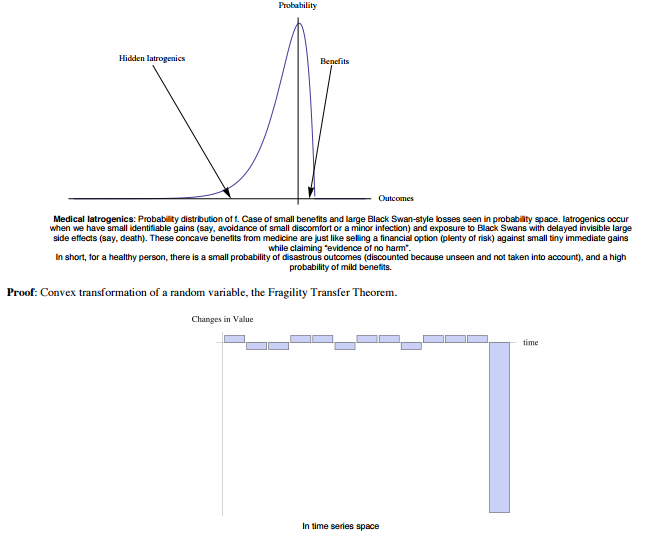 Probability
Hidden Iatrogenics
Benefits
Outcomes
Medical Iatrogenics: Probability distribution of f. Case of small benefits and large Black Swan-style losses seen in probability space. Iatrogenics occur
when we have small identifiable gains (say, avoidance of small discomfort or a minor infection) and exposure to Black Swans with delayed invisible large
side effects (say, death). These concave benefits from medicine are just like selling a financial option (plenty of risk) against small tiny immediate gains
while claiming "evidence of no harm".
In short, for a healthy person, there is a small probability of disastrous outcomes (discounted because unseen and not taken into account), and a high
probability of mild benefits.
Proof: Convex transformation of a random variable, the Fragility Transfer Theorem.
Changes in Value
time
In time series space